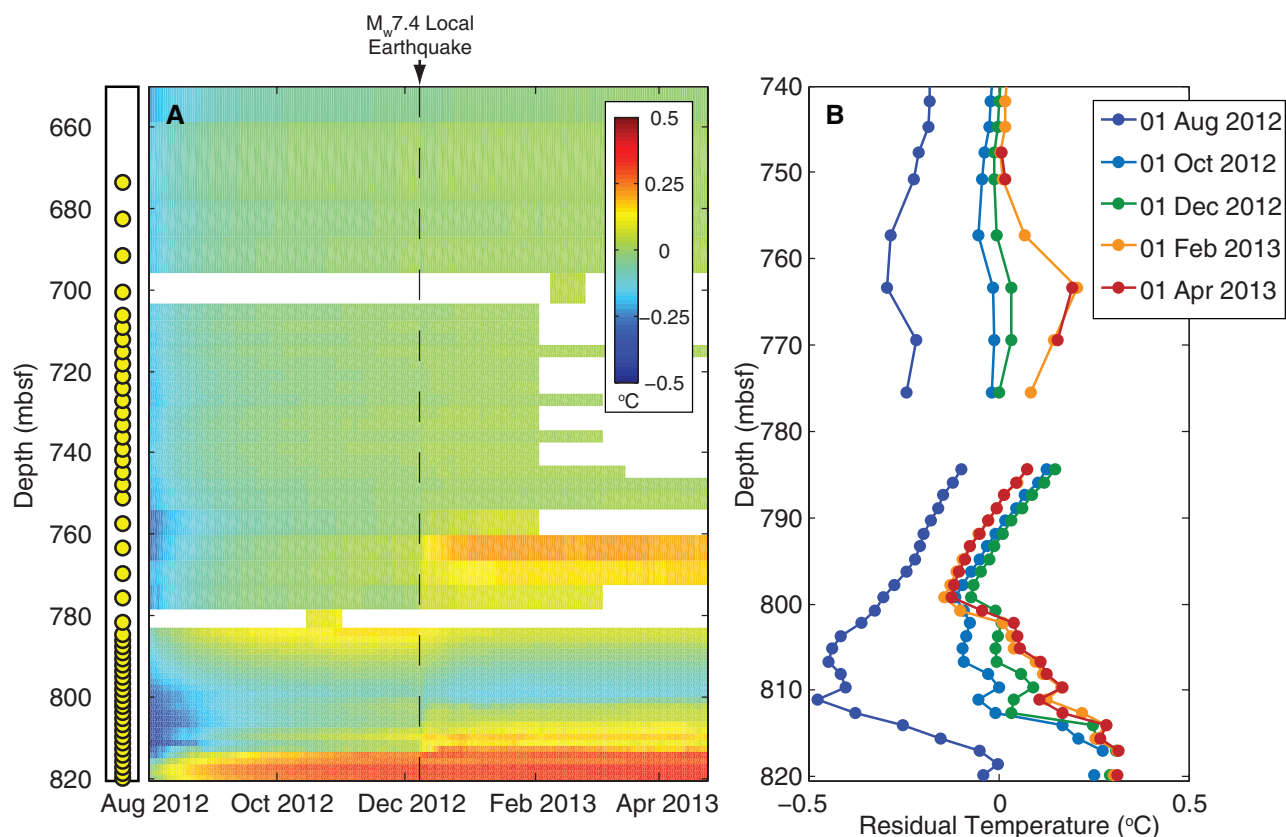 M_w7.4 Local
Earthquake
A
Depth (mbsf)
660
680
700
720
740
760
780
800
820
Aug 2012 Oct 2012 Dec 2012 Feb 2013 Apr 2013
0.5
0.25
0
−0.25
−0.5
°C
B
Depth (mbsf)
740
750
760
770
780
790
800
810
820
−0.5 0 0.5
Residual Temperature (°C)
01 Aug 2012
01 Oct 2012
01 Dec 2012
01 Feb 2013
01 Apr 2013